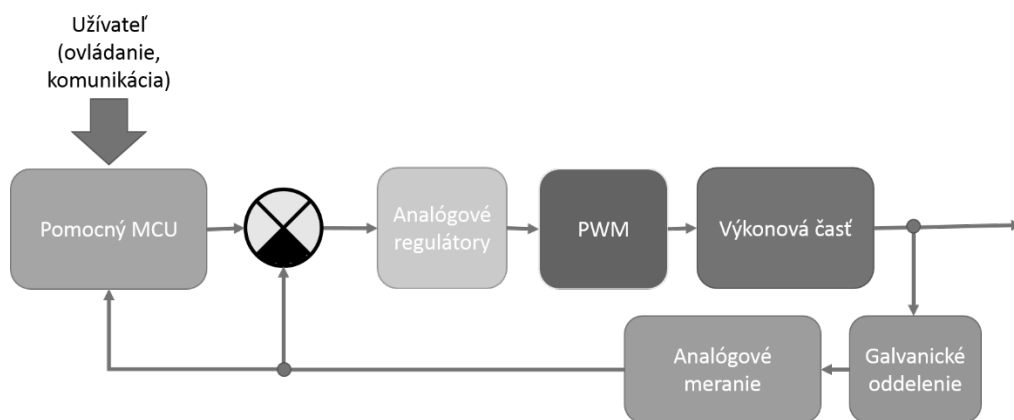 Užívateľ
(ovládanie,
komunikácia)
Pomocný MCU
Analógové
regulátory
PWM
Výkonová časť
Analógové
meranie
Galvanické
oddelenie